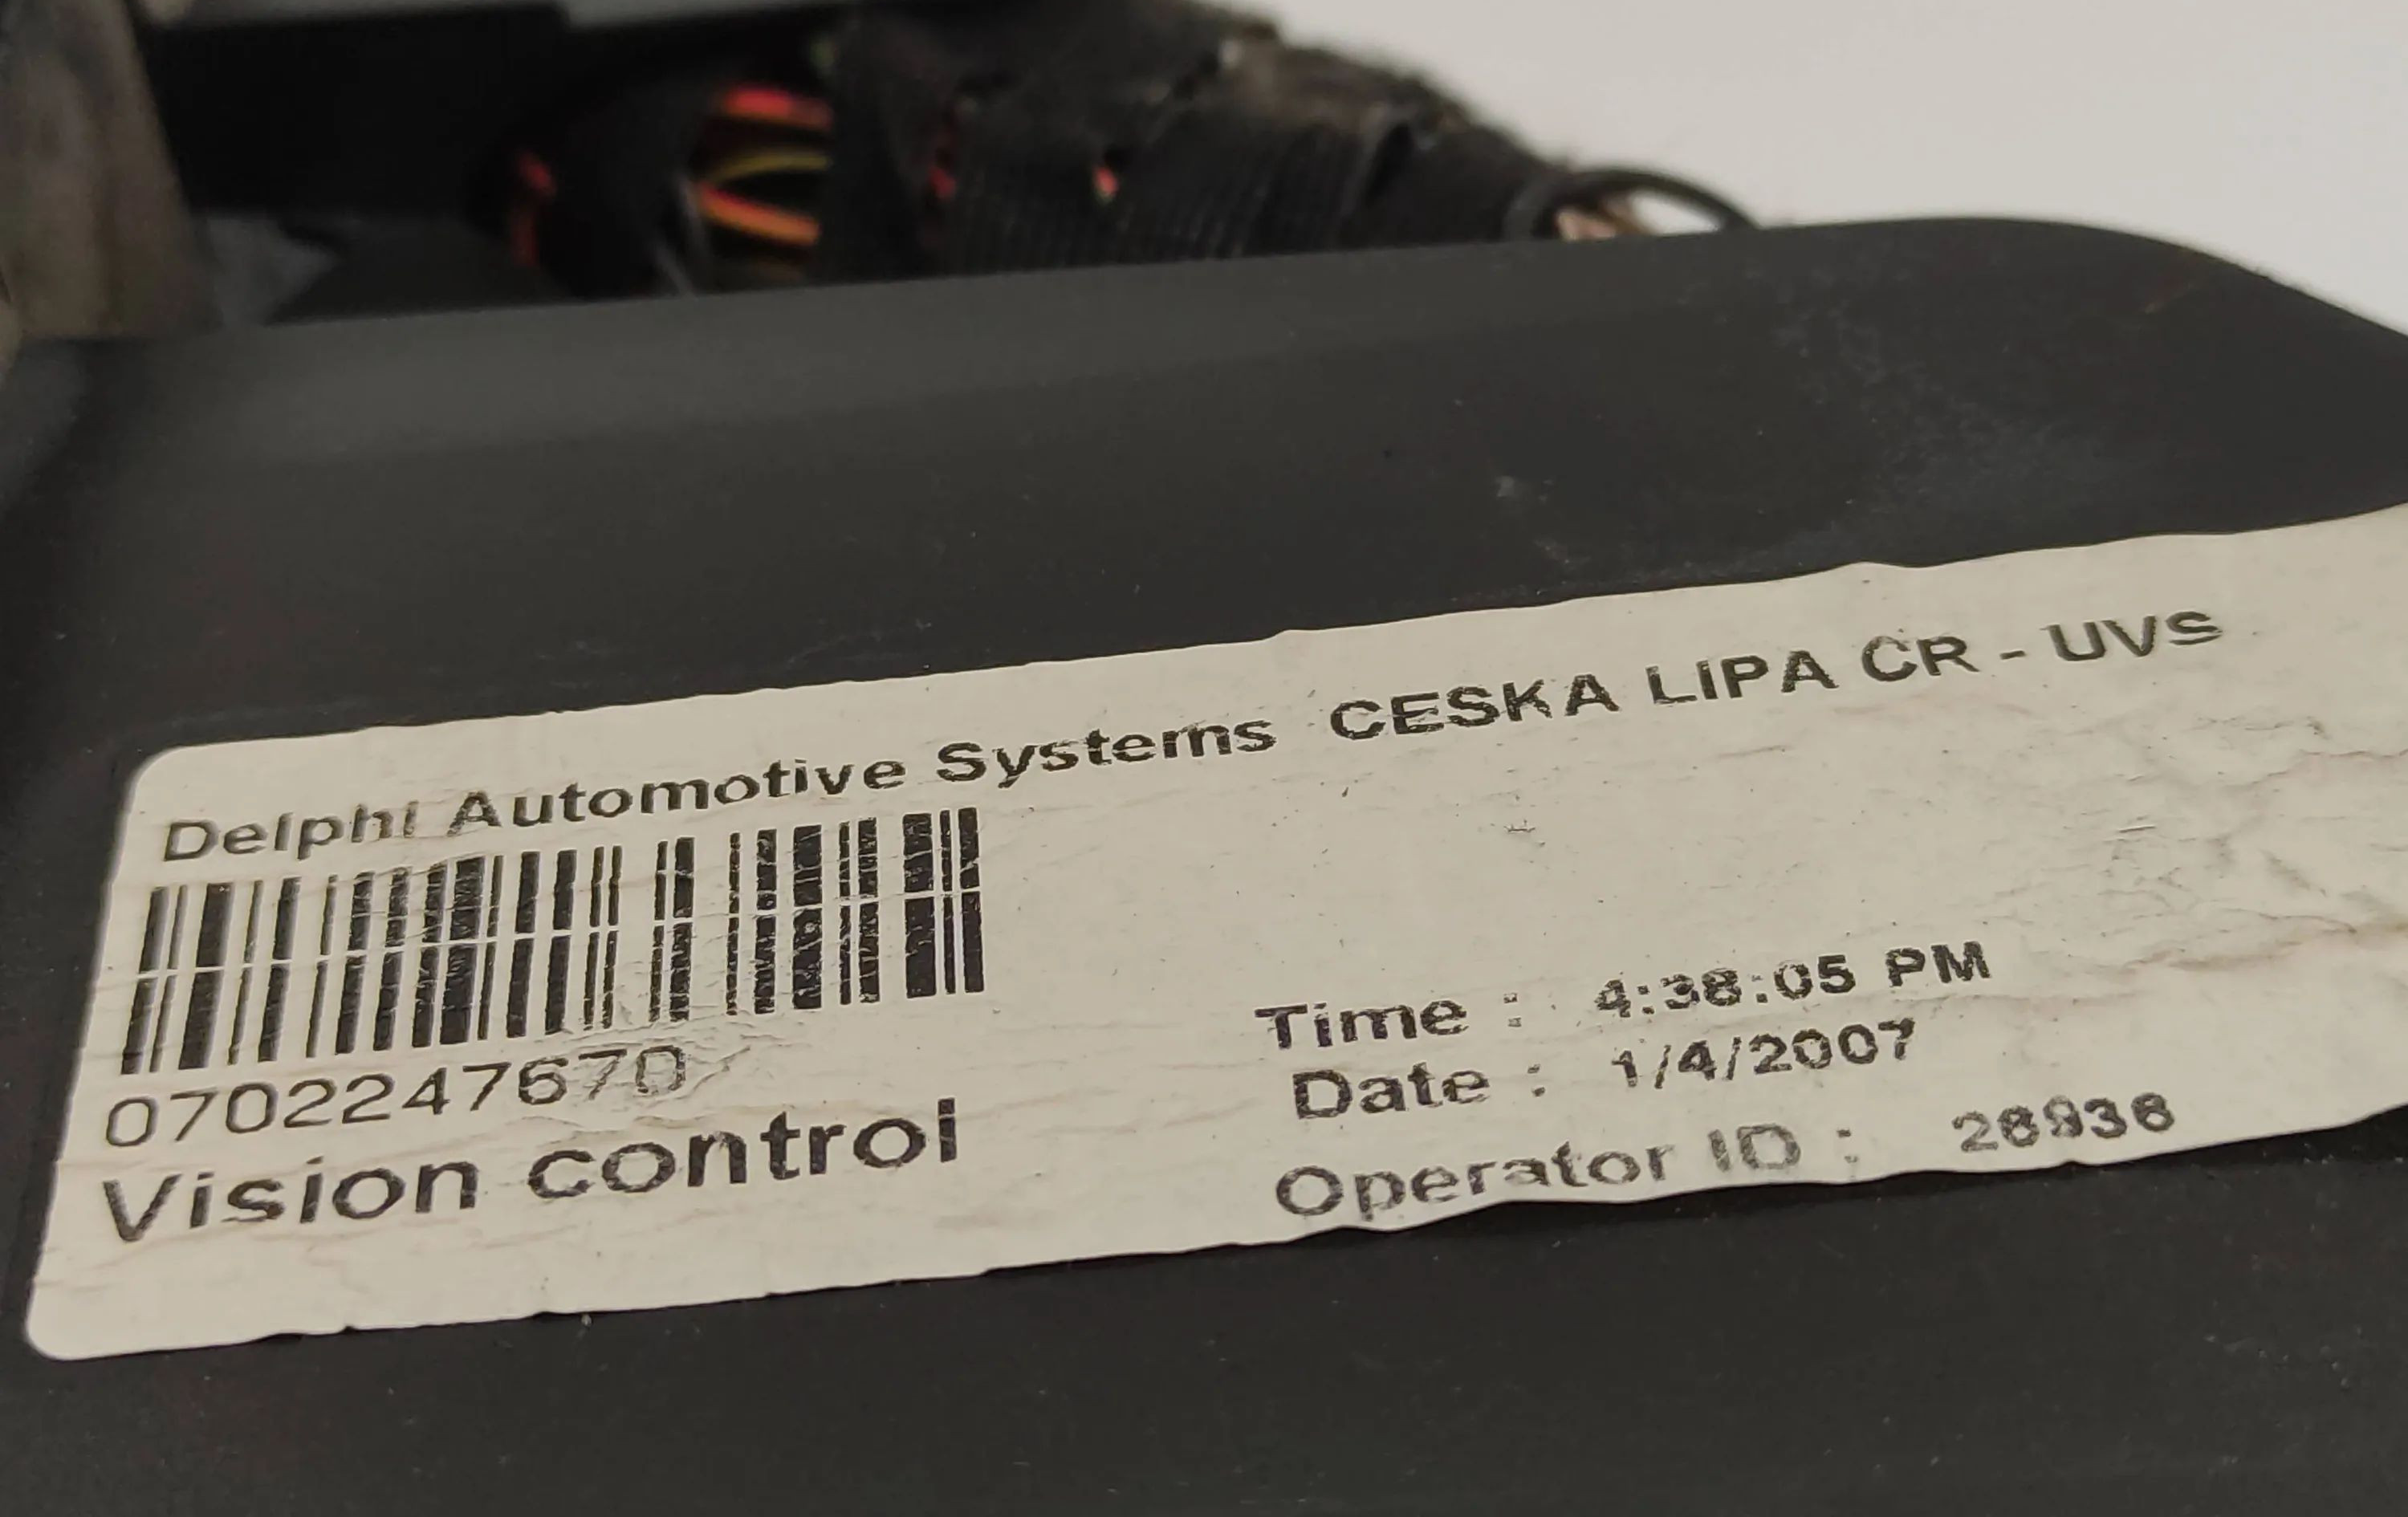 Delphi Automotive Systems CESKA LIPA CR - UVS
0702247670
Vision control
Time : 4:38:05 PM
Date : 1/4/2007
Operator ID :